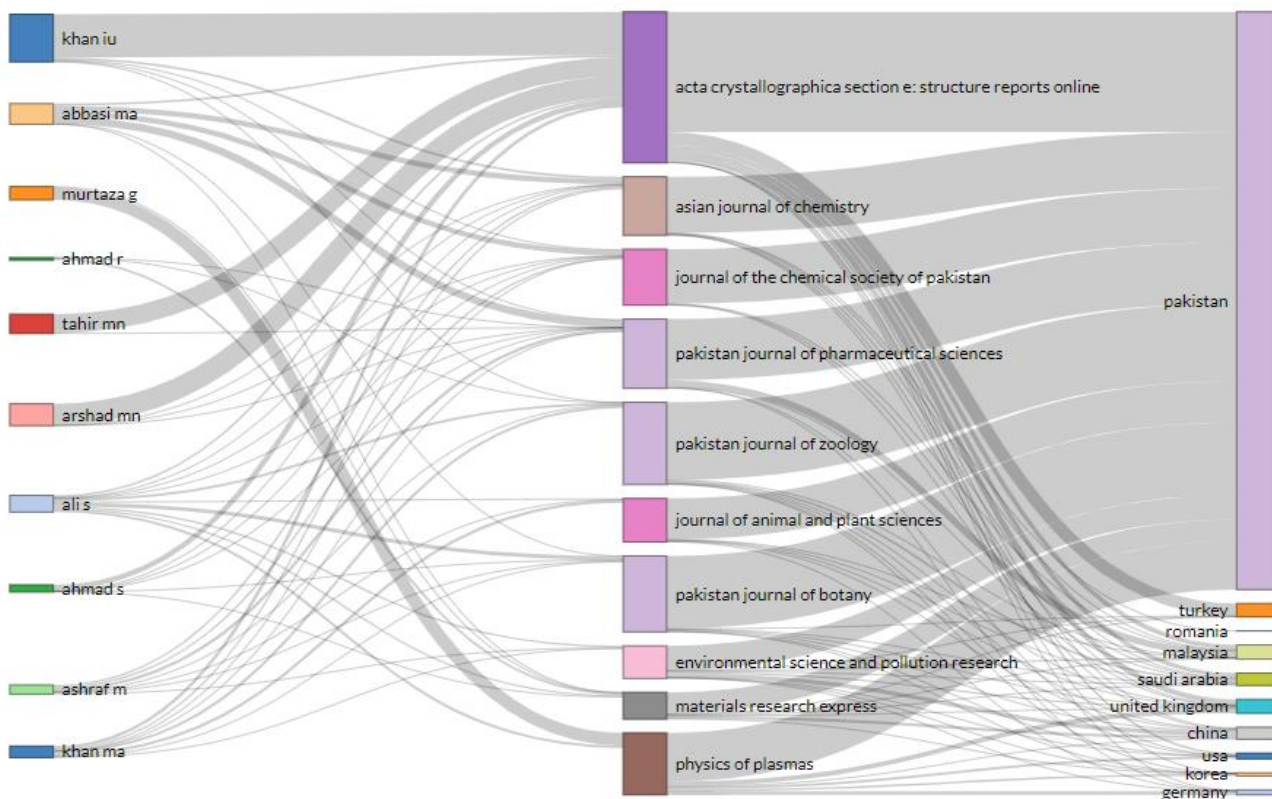 khan iu
abbasi ma
murtaza g
ahmad r
tahir mn
arshad mn
ali s
ahmad s
ashraf m
khan ma
acta crystallographica section e: structure reports online
asian journal of chemistry
journal of the chemical society of pakistan
pakistan journal of pharmaceutical sciences
pakistan journal of zoology
journal of animal and plant sciences
pakistan journal of botany
environmental science and pollution research
materials research express
physics of plasmas
pakistan
turkey
romania
malaysia
saudi arabia
united kingdom
china
usa
korea
germany